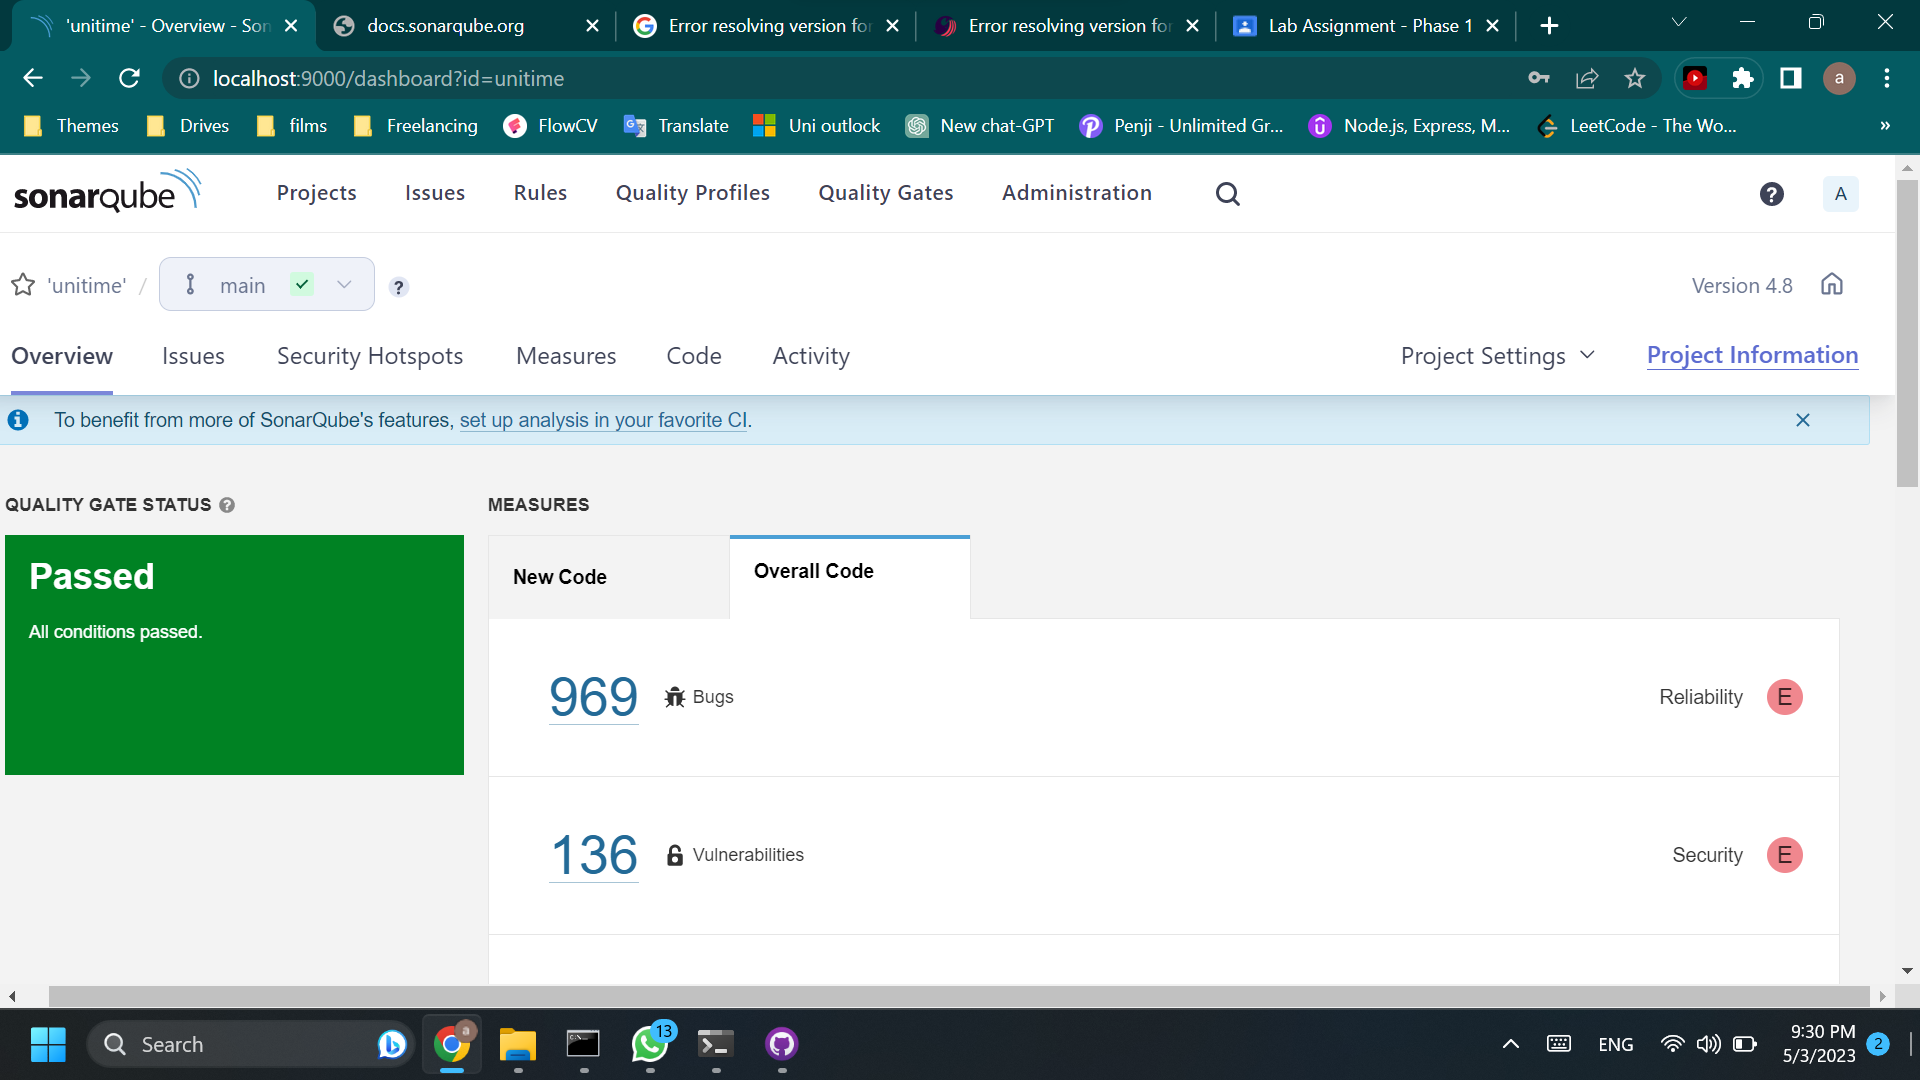 'unitime' - Overview - Son
docs.sonarqube.org
Error resolving version for
Error resolving version for
Lab Assignment - Phase 1
localhost:9000/dashboard?id=unitime
a
Themes
Drives
films
Freelancing
FlowCV
Translate
Uni outlock
New chat-GPT
Penji - Unlimited Gr...
Node.js, Express, M...
LeetCode - The Wo...
»
sonarqube
Projects
Issues
Rules
Quality Profiles
Quality Gates
Administration
?
A
'unitime' /
main
?
Version 4.8
Overview
Issues
Security Hotspots
Measures
Code
Activity
Project Settings
Project Information
To benefit from more of SonarQube's features, set up analysis in your favorite CI.
QUALITY GATE STATUS ?
MEASURES
Passed
All conditions passed.
New Code
Overall Code
969 Bugs
Reliability E
136 Vulnerabilities
Security E
Search
a
13
ENG
9:30 PM
5/3/2023
2